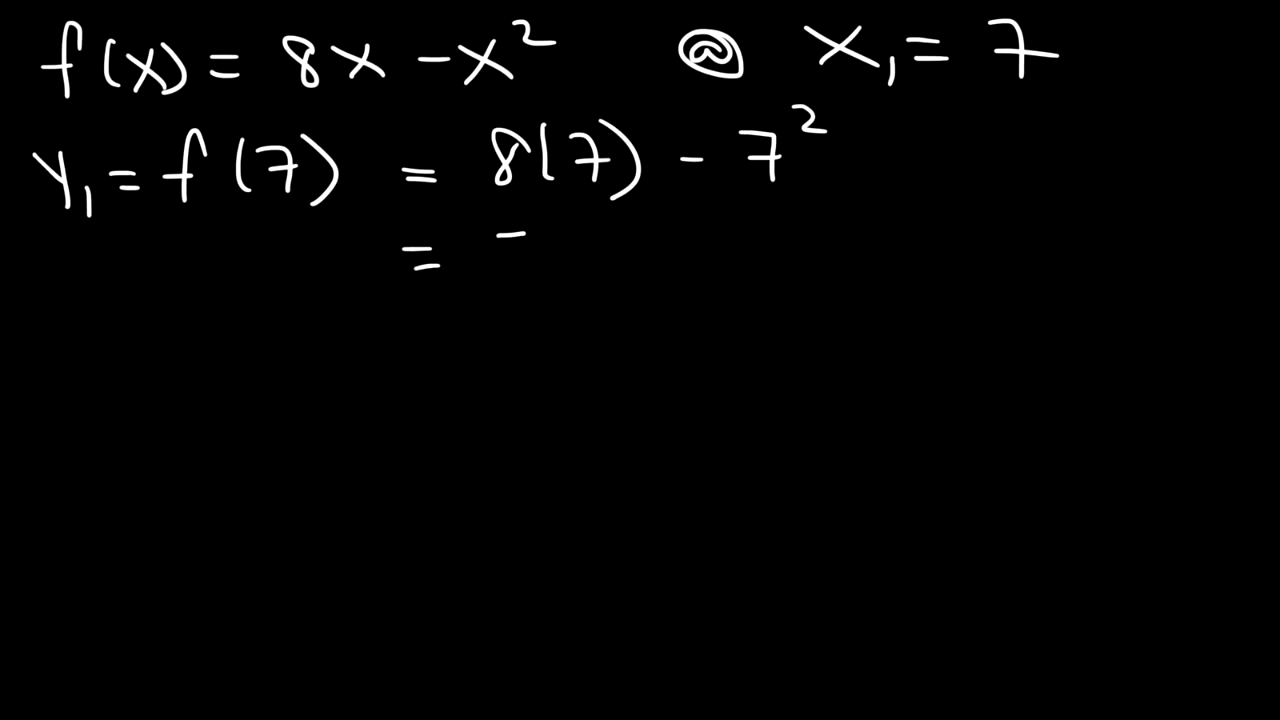 f(x) = 8x - x² @ x₁ = 7
y₁ = f(7) = 8(7) - 7²
= -